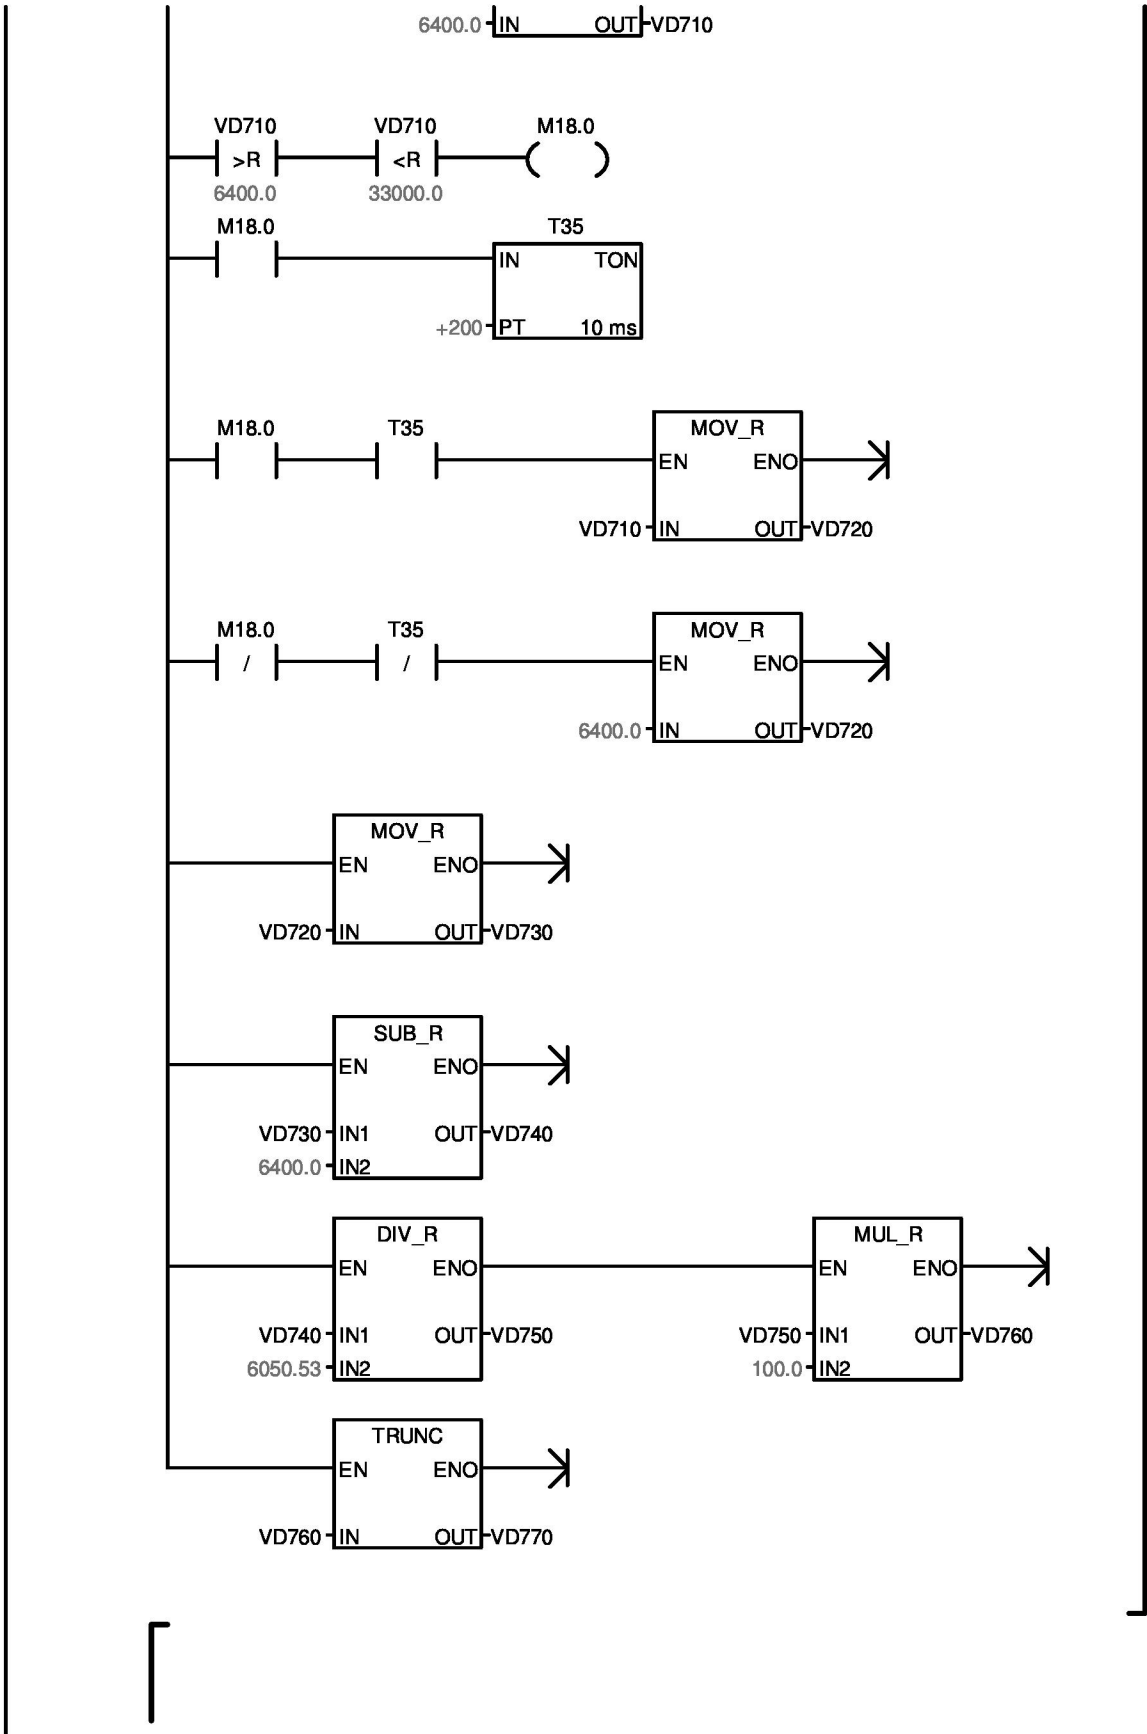 6400.0 IN OUT VD710
VD710 VD710 M18.0
>R <R
6400.0 33000.0
M18.0 T35
IN TON
+200 PT 10 ms
M18.0 T35 MOV_R
EN ENO
VD710 IN OUT VD720
M18.0 T35 MOV_R
/ / EN ENO
6400.0 IN OUT VD720
MOV_R
EN ENO
VD720 IN OUT VD730
SUB_R
EN ENO
VD730 IN1 OUT VD740
6400.0 IN2
DIV_R MUL_R
EN ENO EN ENO
VD740 IN1 OUT VD750 VD750 IN1 OUT VD760
6050.53 IN2 100.0 IN2
TRUNC
EN ENO
VD760 IN OUT VD770